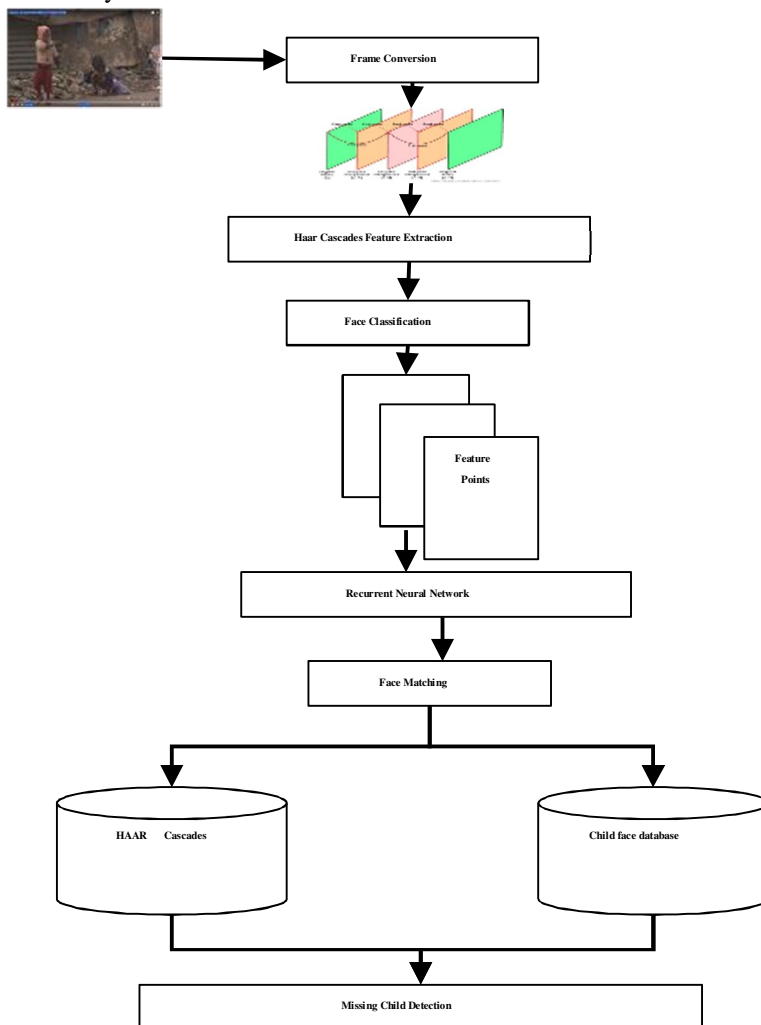 Frame Conversion
Haar Cascades Feature Extraction
Face Classification
Feature
Points
Recurrent Neural Network
Face Matching
HAAR Cascades
Child face database
Missing Child Detection